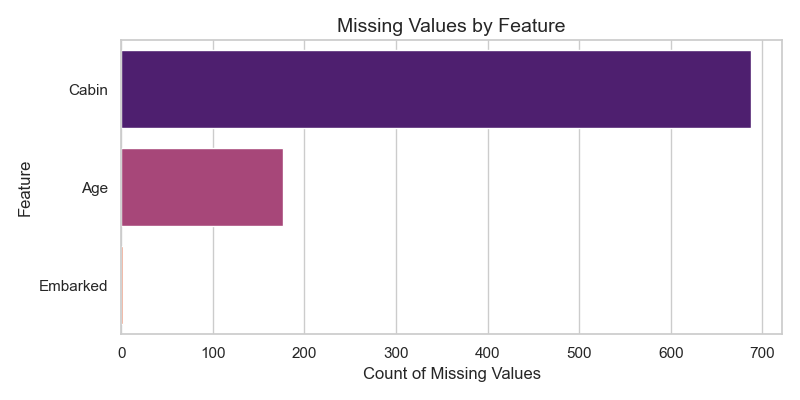 Missing Values by Feature
Cabin
Age
Embarked
Feature
0 100 200 300 400 500 600 700
Count of Missing Values